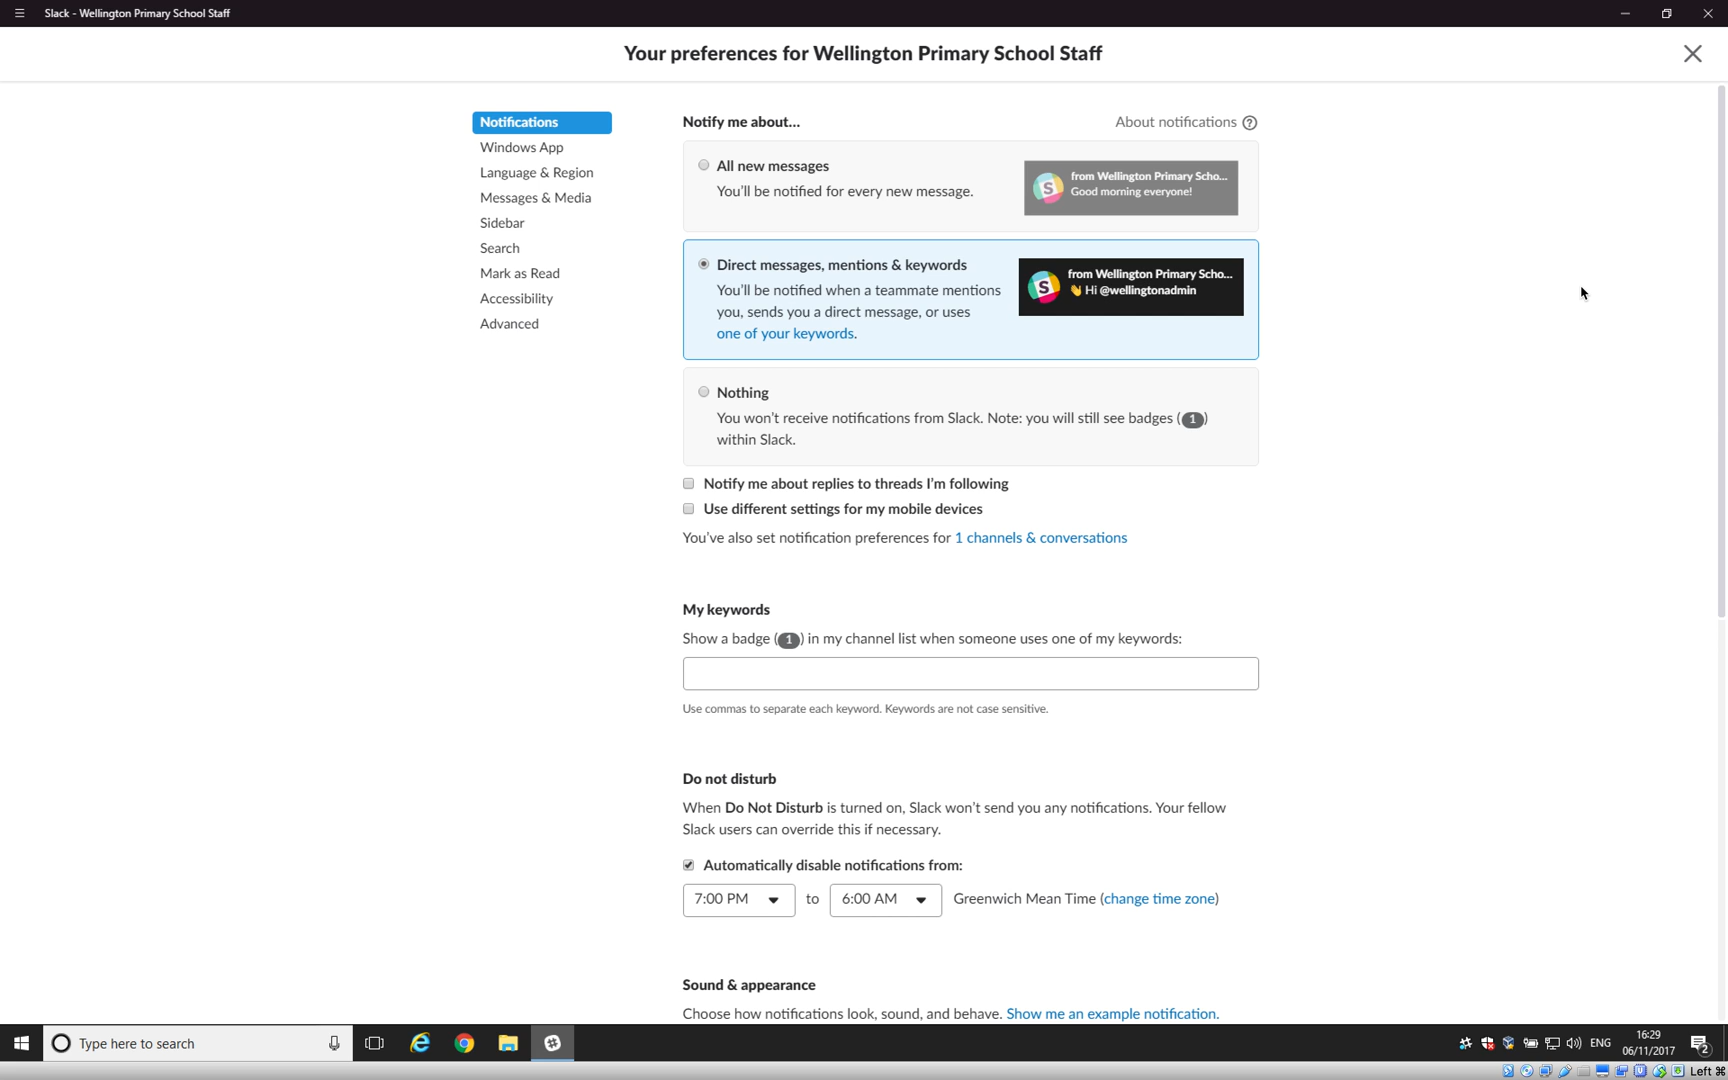 Slack - Wellington Primary School Staff
Your preferences for Wellington Primary School Staff
Notifications
Windows App
Language & Region
Messages & Media
Sidebar
Search
Mark as Read
Accessibility
Advanced
Notify me about...
About notifications ?
All new messages
You'll be notified for every new message.
from Wellington Primary Scho...
Good morning everyone!
Direct messages, mentions & keywords
You'll be notified when a teammate mentions
you, sends you a direct message, or uses
one of your keywords.
from Wellington Primary Scho...
👋 Hi @wellingtonadmin
Nothing
You won't receive notifications from Slack. Note: you will still see badges (1)
within Slack.
Notify me about replies to threads I'm following
Use different settings for my mobile devices
You've also set notification preferences for 1 channels & conversations
My keywords
Show a badge (1) in my channel list when someone uses one of my keywords:
Use commas to separate each keyword. Keywords are not case sensitive.
Do not disturb
When Do Not Disturb is turned on, Slack won't send you any notifications. Your fellow
Slack users can override this if necessary.
Automatically disable notifications from:
7:00 PM to 6:00 AM Greenwich Mean Time (change time zone)
Sound & appearance
Choose how notifications look, sound, and behave. Show me an example notification.
Type here to search
ENG
16:29
06/11/2017
2
Left ⌘